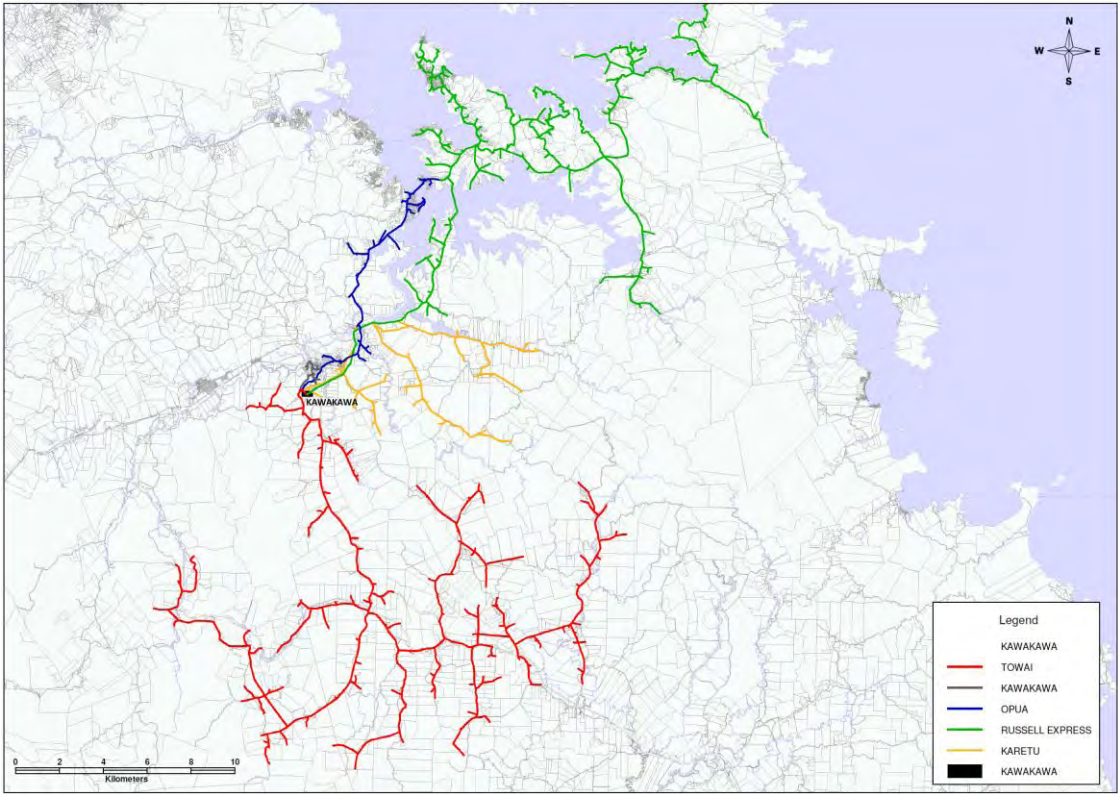 N
W E
S
KAWAKAWA
Legend
KAWAKAWA
TOWAI
KAWAKAWA
OPUA
RUSSELL EXPRESS
KARETU
KAWAKAWA
0 2 4 6 8 10
Kilometers